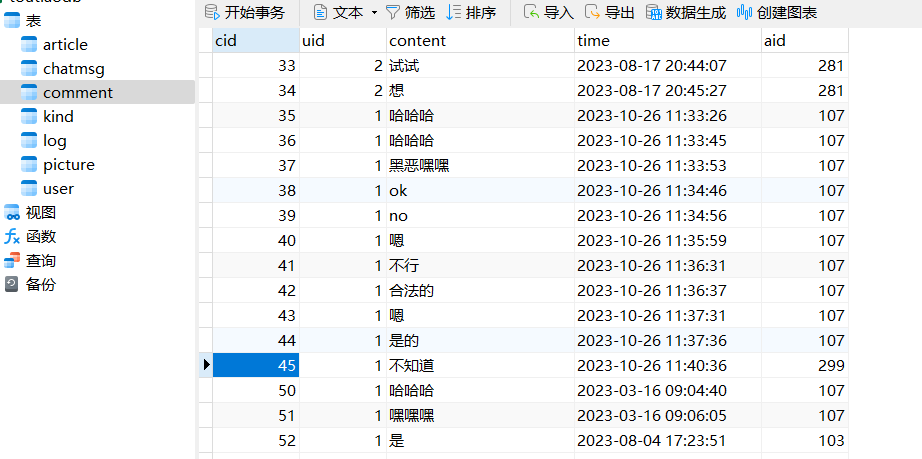 开始事务 文本 筛选 排序 导入 导出 数据生成 创建图表
表
article
chatmsg
comment
kind
log
picture
user
视图
函数
查询
备份
cid uid content time aid
33 2 试试 2023-08-17 20:44:07 281
34 2 想 2023-08-17 20:45:27 281
35 1 哈哈哈 2023-10-26 11:33:26 107
36 1 哈哈哈 2023-10-26 11:33:45 107
37 1 黑恶嘿嘿 2023-10-26 11:33:53 107
38 1 ok 2023-10-26 11:34:46 107
39 1 no 2023-10-26 11:34:56 107
40 1 嗯 2023-10-26 11:35:59 107
41 1 不行 2023-10-26 11:36:31 107
42 1 合法的 2023-10-26 11:36:37 107
43 1 嗯 2023-10-26 11:37:31 107
44 1 是的 2023-10-26 11:37:36 107
45 1 不知道 2023-10-26 11:40:36 299
50 1 哈哈哈 2023-03-16 09:04:40 107
51 1 嘿嘿嘿 2023-03-16 09:06:05 107
52 1 是 2023-08-04 17:23:51 103